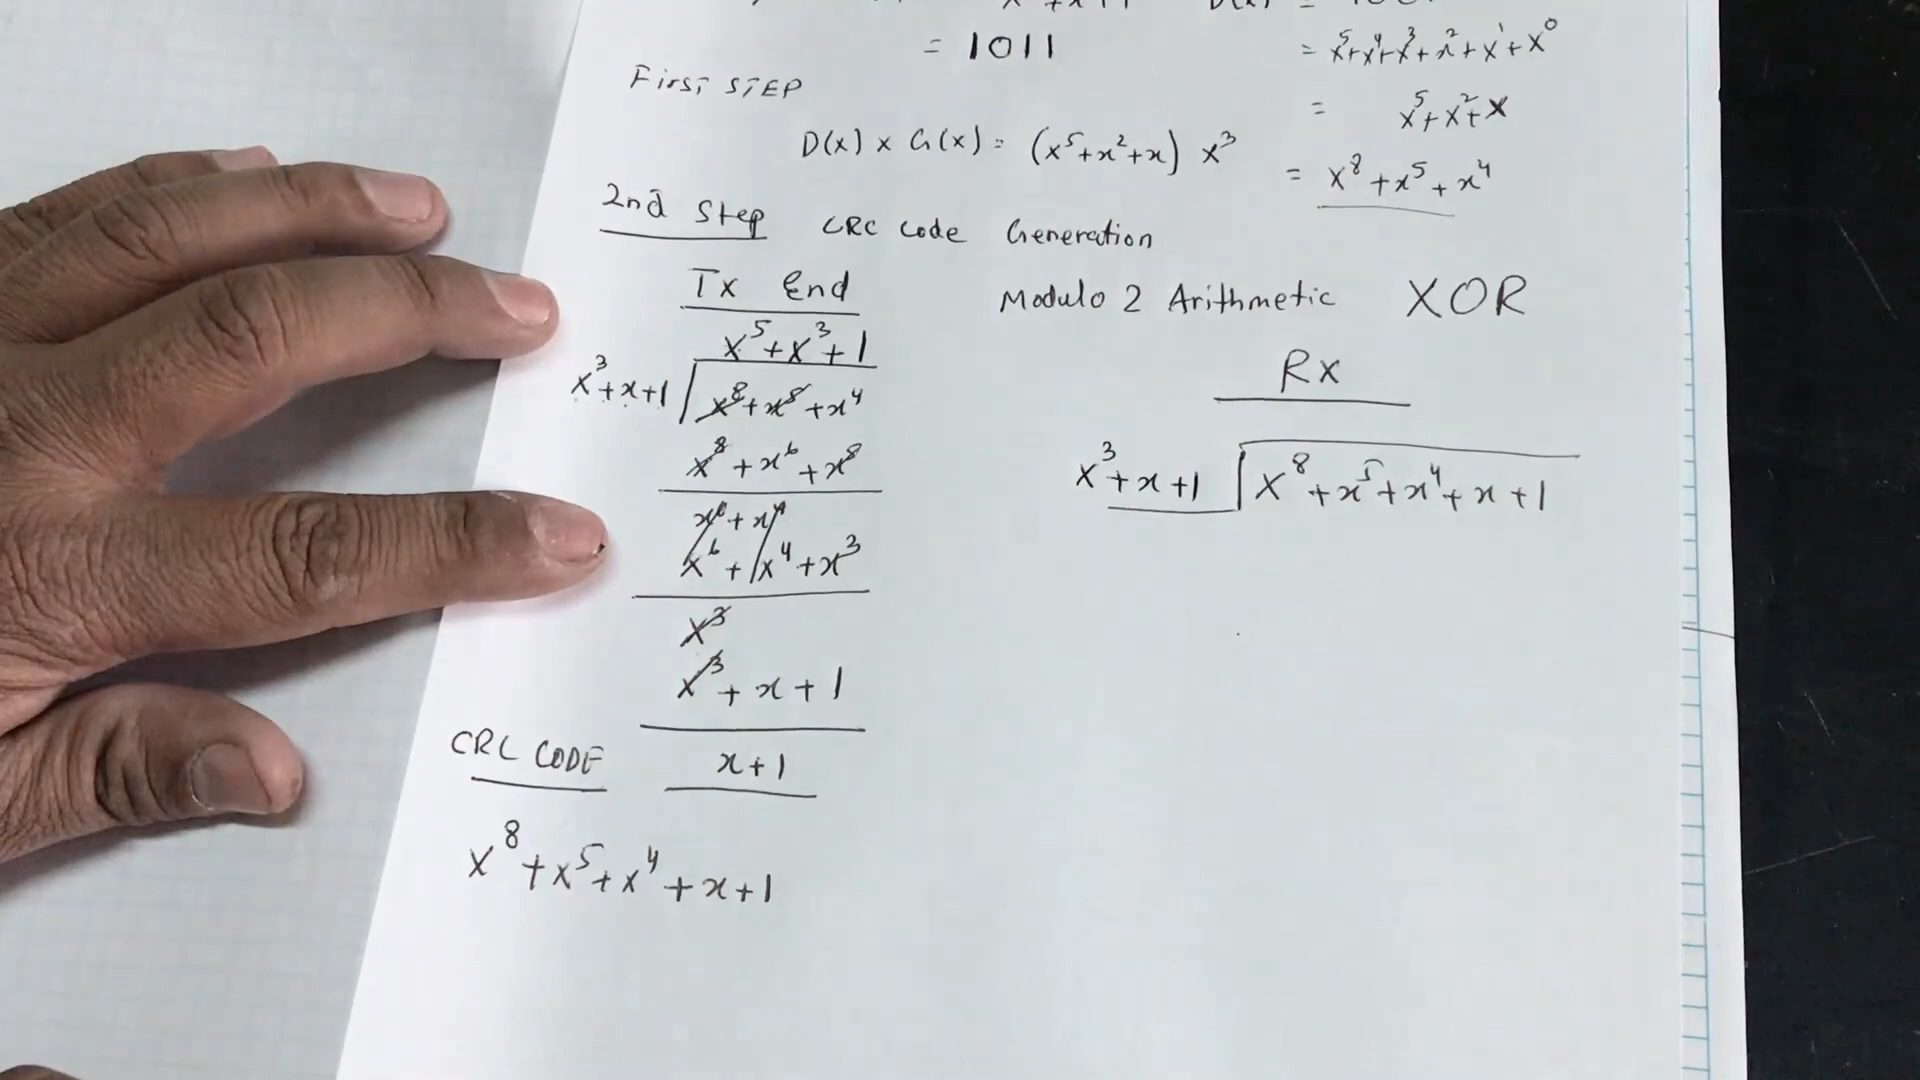 = 1011
= x⁵+x⁴+x³+x²+x¹+x⁰
FIRST STEP
= x⁵+x²+x
D(x) x G(x) = (x⁵+x²+x) x³
= x⁸+x⁵+x⁴
2nd Step CRC Code Generation
Tx End
Modulo 2 Arithmetic XOR
x⁵+x³+1
x³+x+1 x⁸+x⁵+x⁴
x⁸+x⁶+x⁵
x⁶+x⁴
x⁶+x⁴+x³
x³
x³+x+1
x+1
CRC CODE
x⁸+x⁵+x⁴+x+1
Rx
x³+x+1 x⁸+x⁵+x⁴+x+1